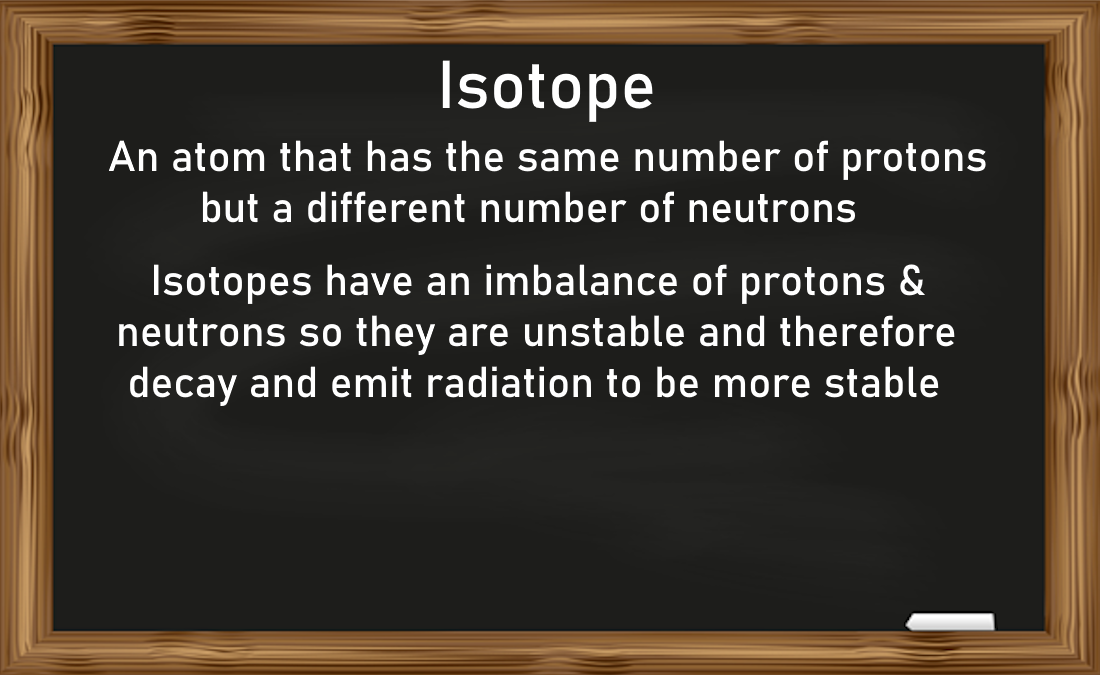 Isotope
An atom that has the same number of protons
but a different number of neutrons
Isotopes have an imbalance of protons &
neutrons so they are unstable and therefore
decay and emit radiation to be more stable